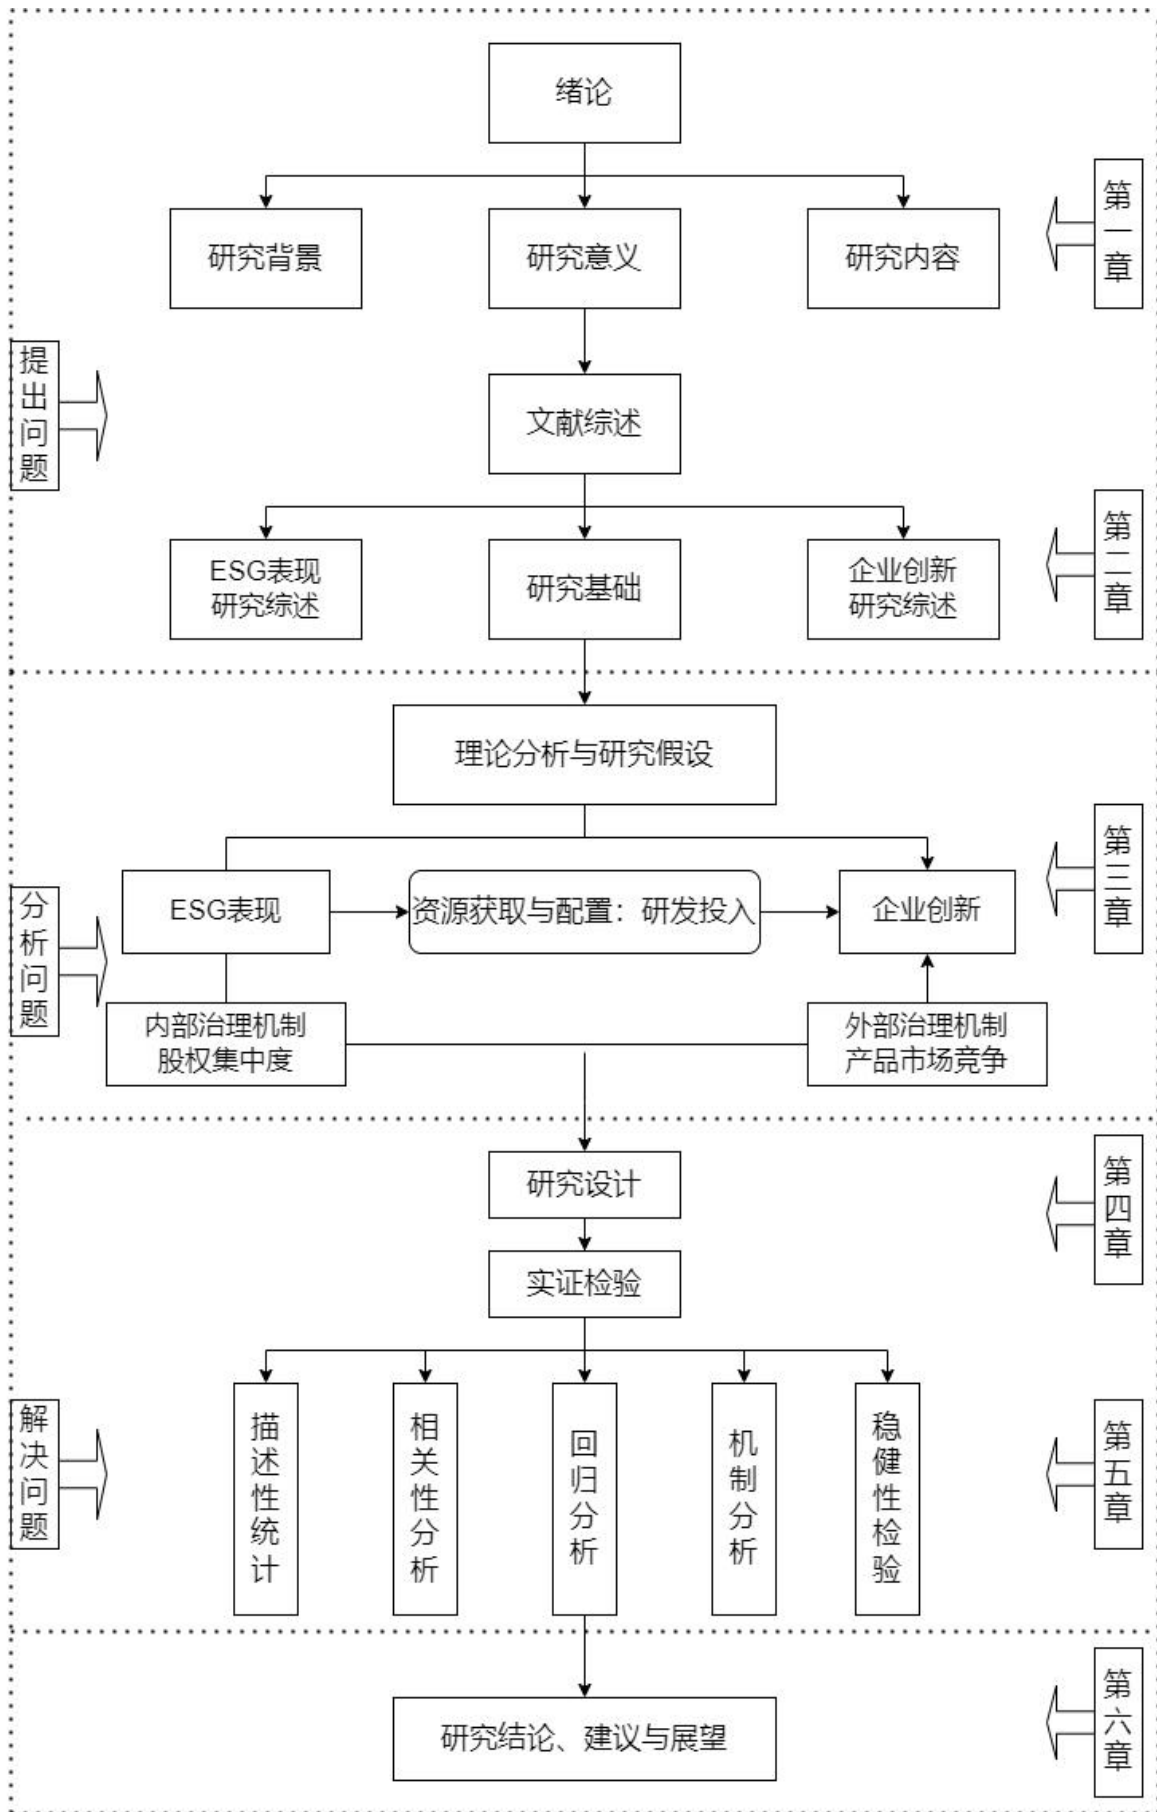 绪论
研究背景
研究意义
研究内容
第一章
提出问题
文献综述
ESG表现
研究综述
研究基础
企业创新
研究综述
第二章
理论分析与研究假设
第三章
分析问题
ESG表现
资源获取与配置：研发投入
企业创新
内部治理机制
股权集中度
外部治理机制
产品市场竞争
研究设计
第四章
实证检验
解决问题
描述性统计
相关性分析
回归分析
机制分析
稳健性检验
第五章
研究结论、建议与展望
第六章